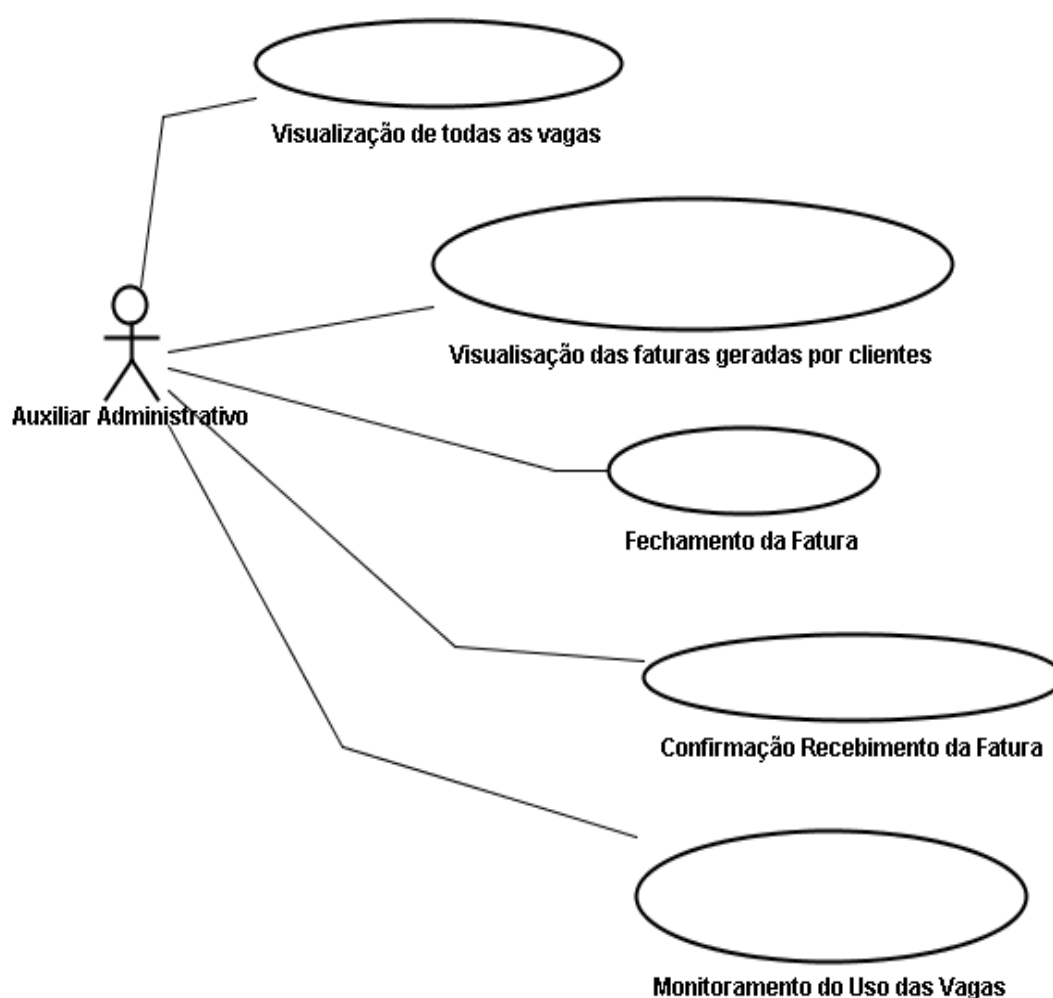 Visualização de todas as vagas
Visualisação das faturas geradas por clientes
Auxiliar Administrativo
Fechamento da Fatura
Confirmação Recebimento da Fatura
Monitoramento do Uso das Vagas